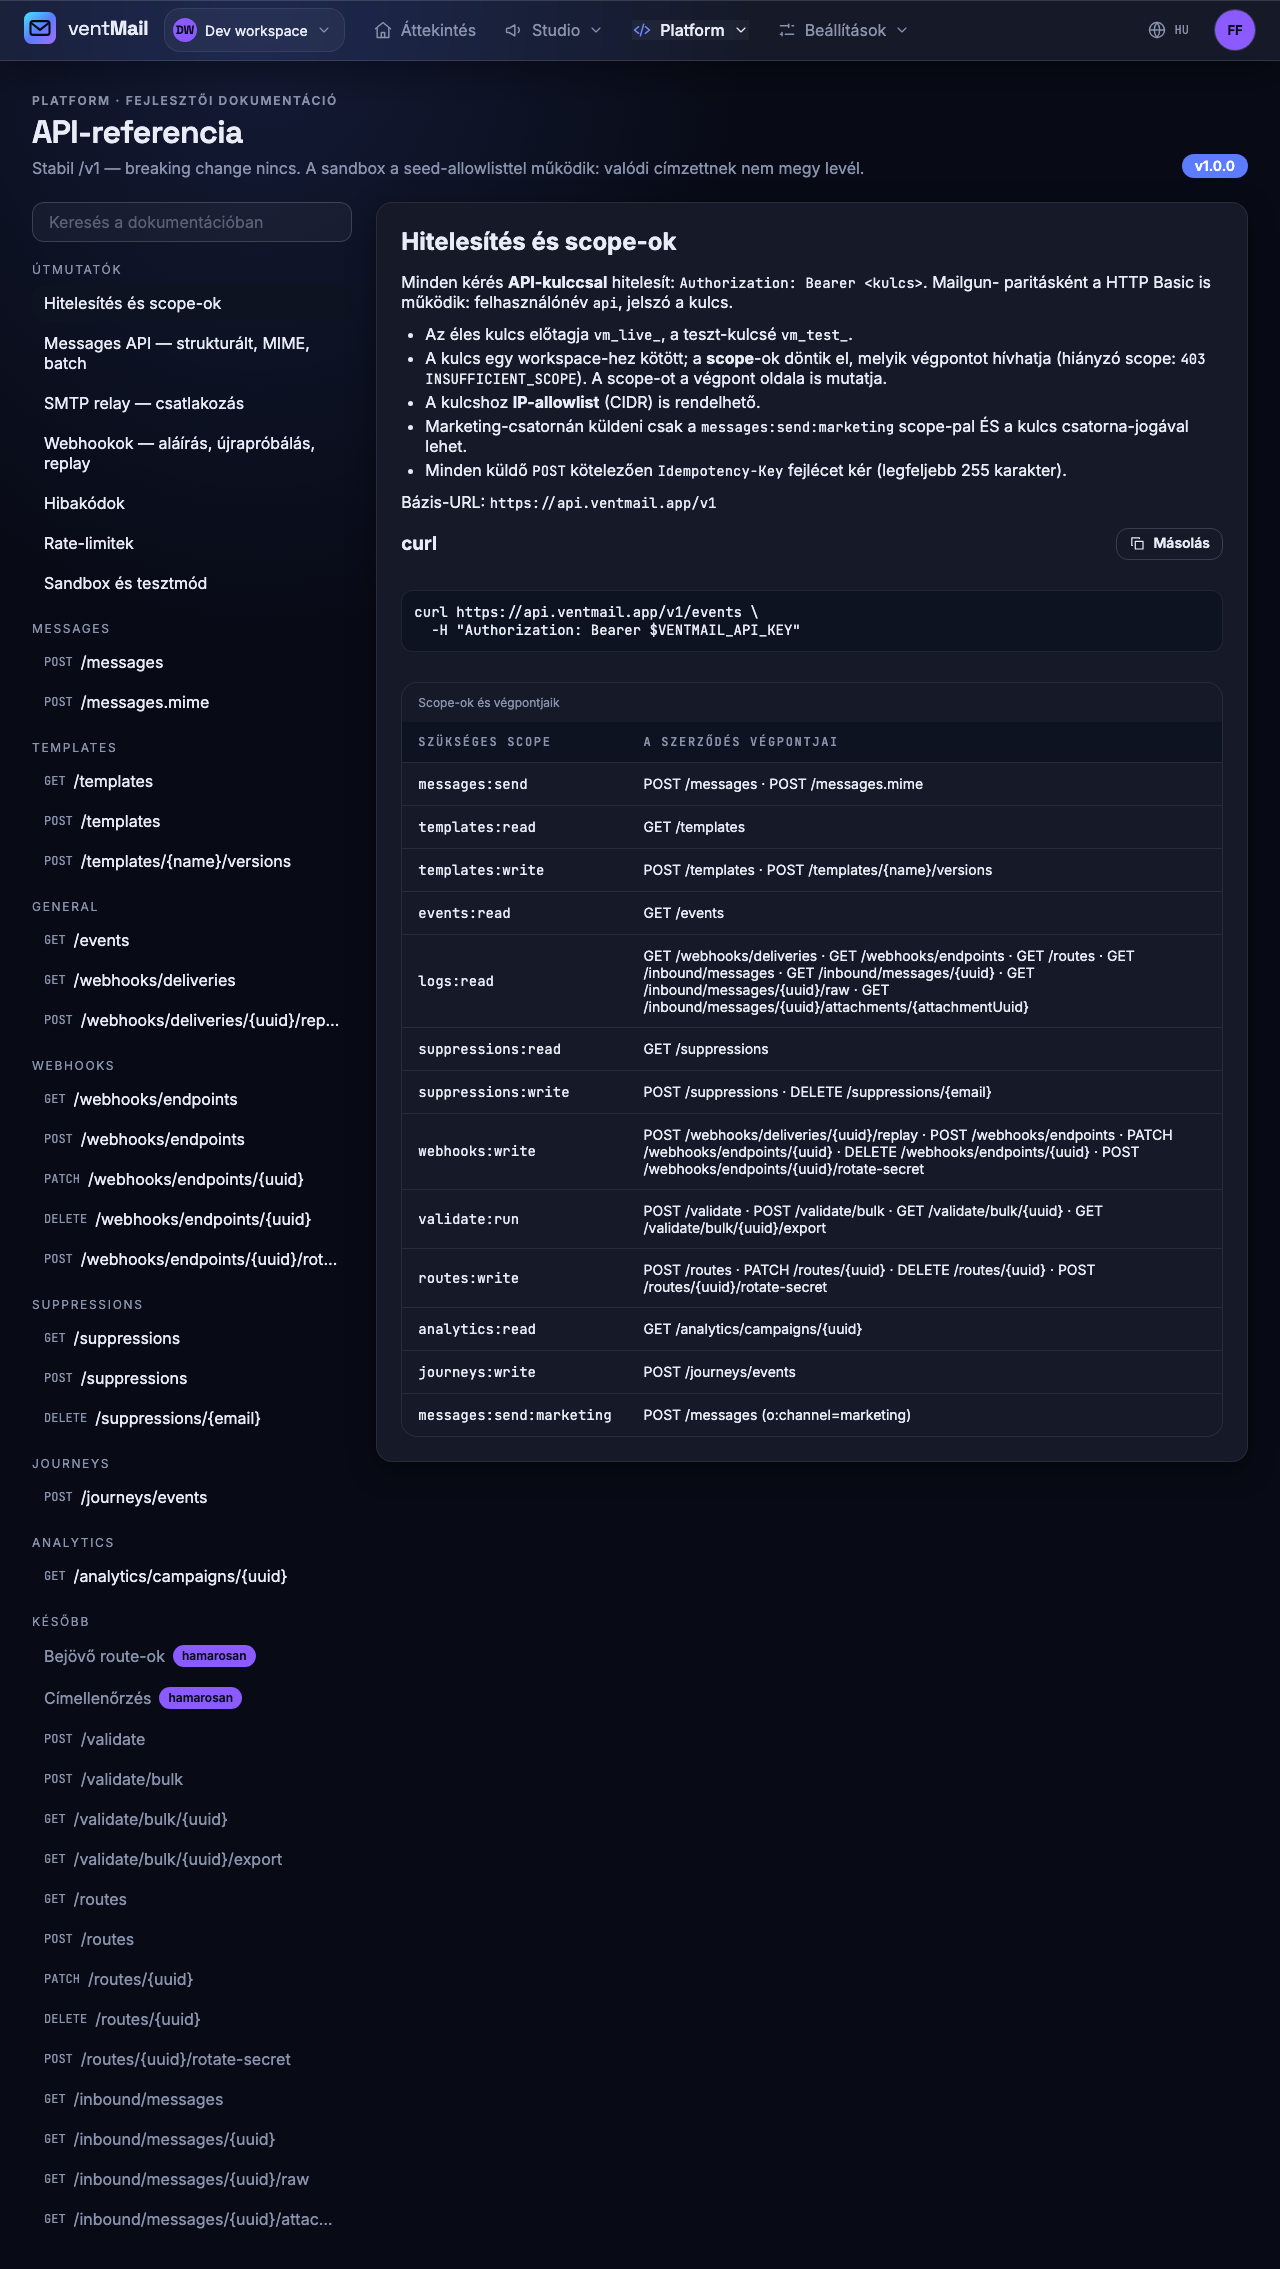 ventMail
DW Dev workspace
Áttekintés
Studio
Platform
Beállítások
HU
FF
PLATFORM · FEJLESZTŐI DOKUMENTÁCIÓ
API-referencia
Stabil /v1 — breaking change nincs. A sandbox a seed-allowlisttel működik: valódi címzettnek nem megy levél.
v1.0.0
Keresés a dokumentációban
ÚTMUTATÓK
Hitelesítés és scope-ok
Messages API — strukturált, MIME,
batch
SMTP relay — csatlakozás
Webhookok — aláírás, újrapróbálás,
replay
Hibakódok
Rate-limitek
Sandbox és tesztmód
MESSAGES
POST /messages
POST /messages.mime
TEMPLATES
GET /templates
POST /templates
POST /templates/{name}/versions
GENERAL
GET /events
GET /webhooks/deliveries
POST /webhooks/deliveries/{uuid}/rep...
WEBHOOKS
GET /webhooks/endpoints
POST /webhooks/endpoints
PATCH /webhooks/endpoints/{uuid}
DELETE /webhooks/endpoints/{uuid}
POST /webhooks/endpoints/{uuid}/rot...
SUPPRESSIONS
GET /suppressions
POST /suppressions
DELETE /suppressions/{email}
JOURNEYS
POST /journeys/events
ANALYTICS
GET /analytics/campaigns/{uuid}
KÉSŐBB
Bejövő route-ok hamarosan
Címellenőrzés hamarosan
POST /validate
POST /validate/bulk
GET /validate/bulk/{uuid}
GET /validate/bulk/{uuid}/export
GET /routes
POST /routes
PATCH /routes/{uuid}
DELETE /routes/{uuid}
POST /routes/{uuid}/rotate-secret
GET /inbound/messages
GET /inbound/messages/{uuid}
GET /inbound/messages/{uuid}/raw
GET /inbound/messages/{uuid}/attac...
Hitelesítés és scope-ok
Minden kérés API-kulccsal hitelesít: Authorization: Bearer <kulcs>. Mailgun- paritásként a HTTP Basic is
működik: felhasználónév api, jelszó a kulcs.
• Az éles kulcs előtagja vm_live_, a teszt-kulcsé vm_test_.
• A kulcs egy workspace-hez kötött; a scope-ok döntik el, melyik végpontot hívhatja (hiányzó scope: 403
INSUFFICIENT_SCOPE). A scope-ot a végpont oldala is mutatja.
• A kulcshoz IP-allowlist (CIDR) is rendelhető.
• Marketing-csatornán küldeni csak a messages:send:marketing scope-pal ÉS a kulcs csatorna-jogával
lehet.
• Minden küldő POST kötelezően Idempotency-Key fejlécet kér (legfeljebb 255 karakter).
Bázis-URL: https://api.ventmail.app/v1
curl
Másolás
curl https://api.ventmail.app/v1/events \
-H "Authorization: Bearer $VENTMAIL_API_KEY"
Scope-ok és végpontjaik
SZÜKSÉGES SCOPE A SZERZŐDÉS VÉGPONTJAI
messages:send POST /messages · POST /messages.mime
templates:read GET /templates
templates:write POST /templates · POST /templates/{name}/versions
events:read GET /events
logs:read GET /webhooks/deliveries · GET /webhooks/endpoints · GET /routes · GET
/inbound/messages · GET /inbound/messages/{uuid} · GET
/inbound/messages/{uuid}/raw · GET
/inbound/messages/{uuid}/attachments/{attachmentUuid}
suppressions:read GET /suppressions
suppressions:write POST /suppressions · DELETE /suppressions/{email}
webhooks:write POST /webhooks/deliveries/{uuid}/replay · POST /webhooks/endpoints · PATCH
/webhooks/endpoints/{uuid} · DELETE /webhooks/endpoints/{uuid} · POST
/webhooks/endpoints/{uuid}/rotate-secret
validate:run POST /validate · POST /validate/bulk · GET /validate/bulk/{uuid} · GET
/validate/bulk/{uuid}/export
routes:write POST /routes · PATCH /routes/{uuid} · DELETE /routes/{uuid} · POST
/routes/{uuid}/rotate-secret
analytics:read GET /analytics/campaigns/{uuid}
journeys:write POST /journeys/events
messages:send:marketing POST /messages (o:channel=marketing)